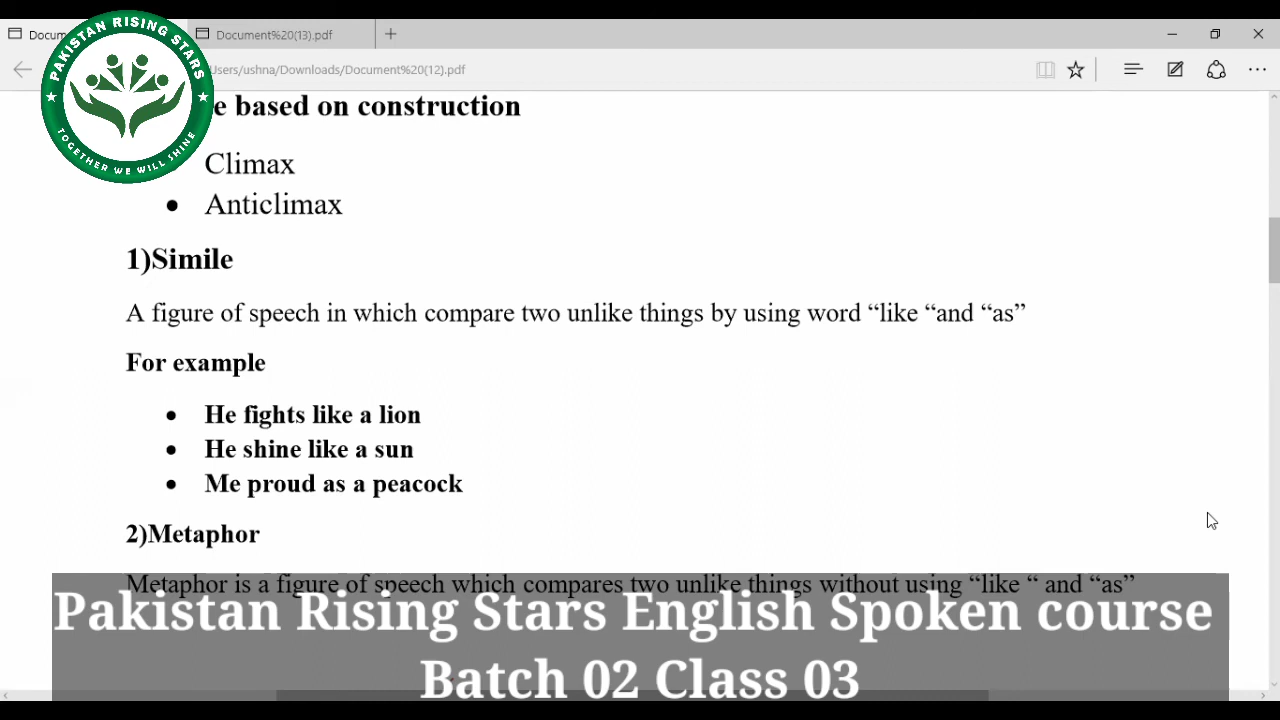 Docum
Document%20(13).pdf
Users/ushna/Downloads/Document%20(12).pdf
PAKISTAN RISING STARS
TOGETHER WE WILL SHINE
e based on construction
Climax
• Anticlimax
1)Simile
A figure of speech in which compare two unlike things by using word “like “and “as”
For example
• He fights like a lion
• He shine like a sun
• Me proud as a peacock
2)Metaphor
Metaphor is a figure of speech which compares two unlike things without using “like “ and “as”
Pakistan Rising Stars English Spoken course
Batch 02 Class 03